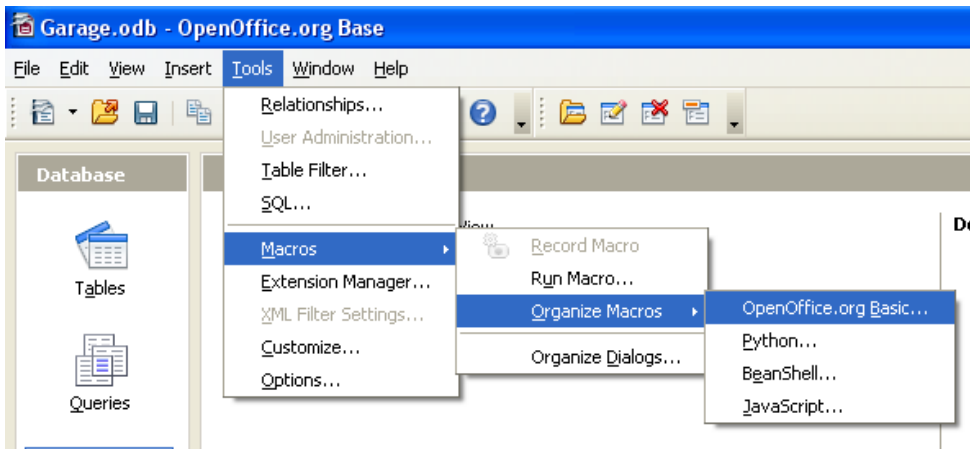 Garage.odb - OpenOffice.org Base
File Edit View Insert Tools Window Help
Relationships...
User Administration...
Table Filter...
SQL...
Macros
Extension Manager...
XML Filter Settings...
Customize...
Options...
Record Macro
Run Macro...
Organize Macros
Organize Dialogs...
OpenOffice.org Basic...
Python...
BeanShell...
JavaScript...
Database
Tables
Queries